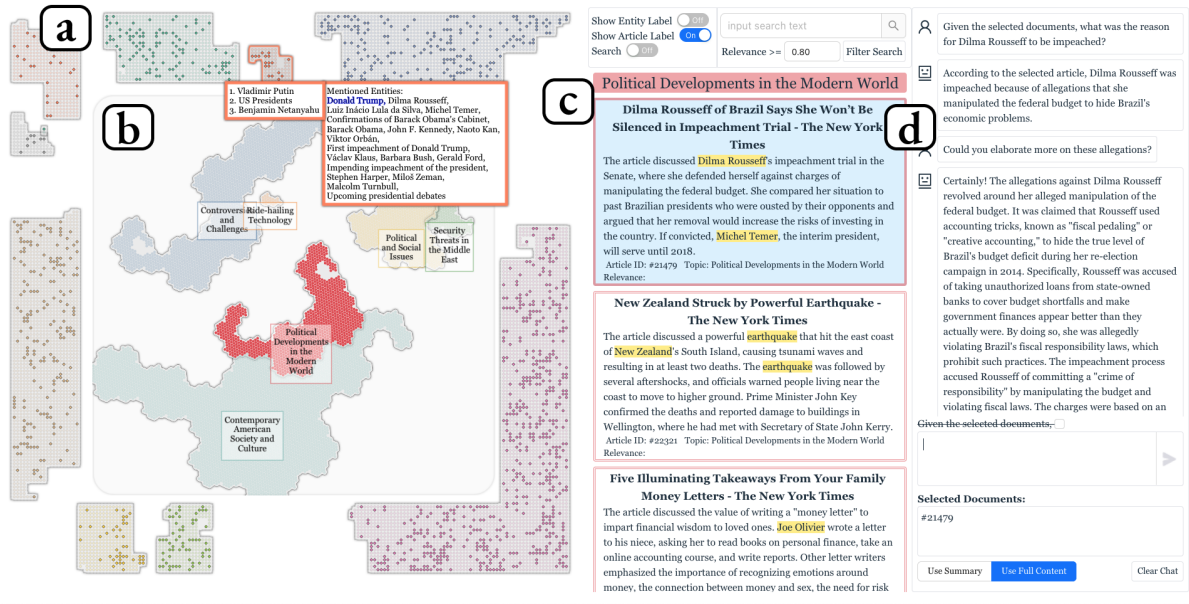 a
1. Vladimir Putin
2. US Presidents
3. Benjamin Netanyahu
Mentioned Entities:
Donald Trump, Dilma Rousseff,
Luiz Inácio Lula da Silva, Michel Temer,
Confirmations of Barack Obama's Cabinet,
Barack Obama, John F. Kennedy, Naoto Kan,
Viktor Orbán,
First impeachment of Donald Trump,
Václav Klaus, Barbara Bush, Gerald Ford,
Impending impeachment of the president,
Stephen Harper, Miloš Zeman,
Malcolm Turnbull,
Upcoming presidential debates
b
Controversies
and
Challenges
Ride-hailing
Technology
Political
and Social
Issues
Security
Threats in
the Middle
East
Political
Developments
in the
Modern
World
Contemporary
American
Society and
Culture
Show Entity Label Off
Show Article Label On
Search Off
input search text
Relevance >= 0.80 Filter Search
c
Political Developments in the Modern World
Dilma Rousseff of Brazil Says She Won't Be
Silenced in Impeachment Trial - The New York
Times
The article discussed Dilma Rousseff's impeachment trial in the
Senate, where she defended herself against charges of
manipulating the federal budget. She compared her situation to
past Brazilian presidents who were ousted by their opponents and
argued that her removal would increase the risks of investing in
the country. If convicted, Michel Temer, the interim president,
will serve until 2018.
Article ID: #21479 Topic: Political Developments in the Modern World
Relevance:
New Zealand Struck by Powerful Earthquake -
The New York Times
The article discussed a powerful earthquake that hit the east coast
of New Zealand's South Island, causing tsunami waves and
resulting in at least two deaths. The earthquake was followed by
several aftershocks, and officials warned people living near the
coast to move to higher ground. Prime Minister John Key
confirmed the deaths and reported damage to buildings in
Wellington, where he had met with Secretary of State John Kerry.
Article ID: #22321 Topic: Political Developments in the Modern World
Relevance:
Five Illuminating Takeaways From Your Family
Money Letters - The New York Times
The article discussed the value of writing a "money letter" to
impart financial wisdom to loved ones. Joe Olivier wrote a letter
to his niece, asking her to read books on personal finance, take an
online accounting course, and write reports. Other letter writers
emphasized the importance of recognizing emotions around
money, the connection between money and sex, the need for risk
d
Given the selected documents, what was the reason
for Dilma Rousseff to be impeached?
According to the selected article, Dilma Rousseff was
impeached because of allegations that she
manipulated the federal budget to hide Brazil's
economic problems.
Could you elaborate more on these allegations?
Certainly! The allegations against Dilma Rousseff
revolved around her alleged manipulation of the
federal budget. It was claimed that Rousseff used
accounting tricks, known as "fiscal pedaling" or
"creative accounting," to hide the true level of
Brazil's budget deficit during her re-election
campaign in 2014. Specifically, Rousseff was accused
of taking unauthorized loans from state-owned
banks to cover budget shortfalls and make
government finances appear better than they
actually were. By doing so, she was allegedly
violating Brazil's fiscal responsibility laws, which
prohibit such practices. The impeachment process
accused Rousseff of committing a "crime of
responsibility" by manipulating the budget and
violating fiscal laws. The charges were based on an
Given the selected documents,
Selected Documents:
#21479
Use Summary Use Full Content Clear Chat